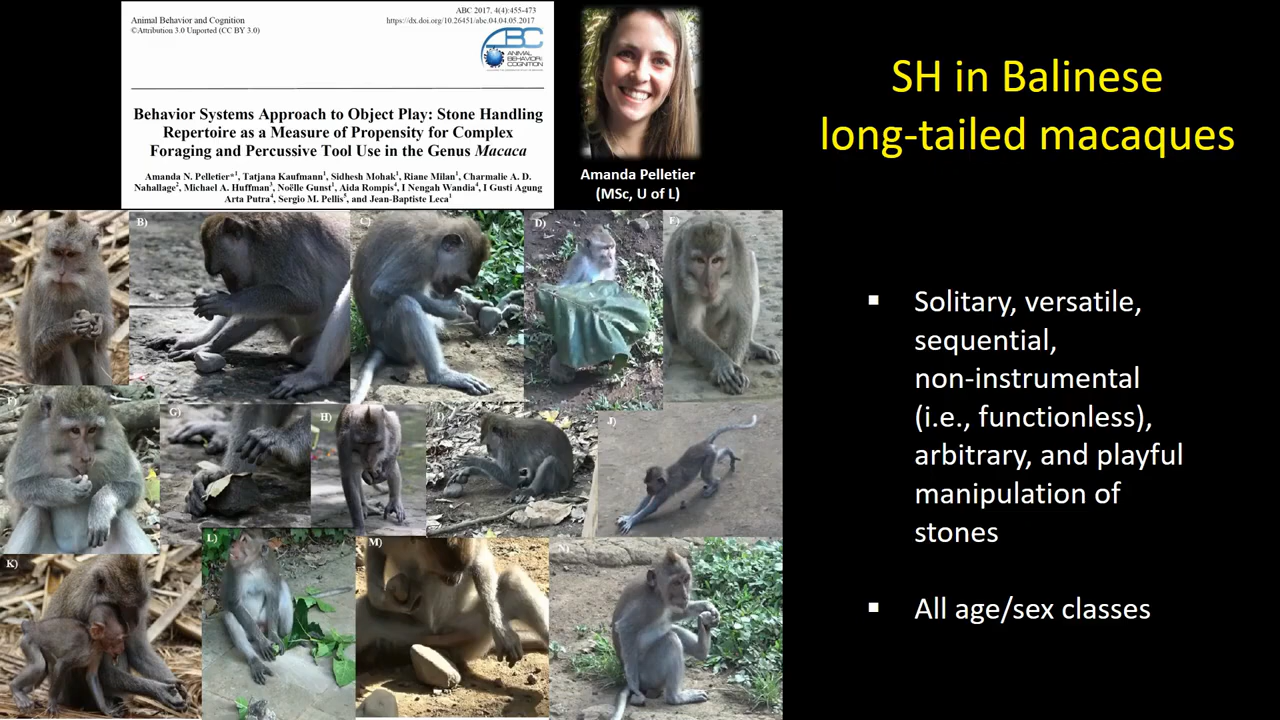 Animal Behavior and Cognition
©Attribution 3.0 Unported (CC BY 3.0)
ABC 2017, 4(4):455-473
https://dx.doi.org/10.26451/abc.04.04.05.2017
ABC
ANIMAL
BEHAVIOR
COGNITION
Behavior Systems Approach to Object Play: Stone Handling
Repertoire as a Measure of Propensity for Complex
Foraging and Percussive Tool Use in the Genus Macaca
Amanda N. Pelletier*1, Tatjana Kaufmann1, Sidhesh Mohak1, Riane Milan1, Charmalie A. D.
Nahallage2, Michael A. Huffman3, Noëlle Gunst1, Aida Rompis4, I Nengah Wandia4, I Gusti Agung
Arta Putra4, Sergio M. Pellis5, and Jean-Baptiste Leca1
Amanda Pelletier
(MSc, U of L)
SH in Balinese
long-tailed macaques
A)
B)
C)
D)
E)
F)
G)
H)
I)
J)
K)
L)
M)
N)
▪ Solitary, versatile,
sequential,
non-instrumental
(i.e., functionless),
arbitrary, and playful
manipulation of
stones
▪ All age/sex classes